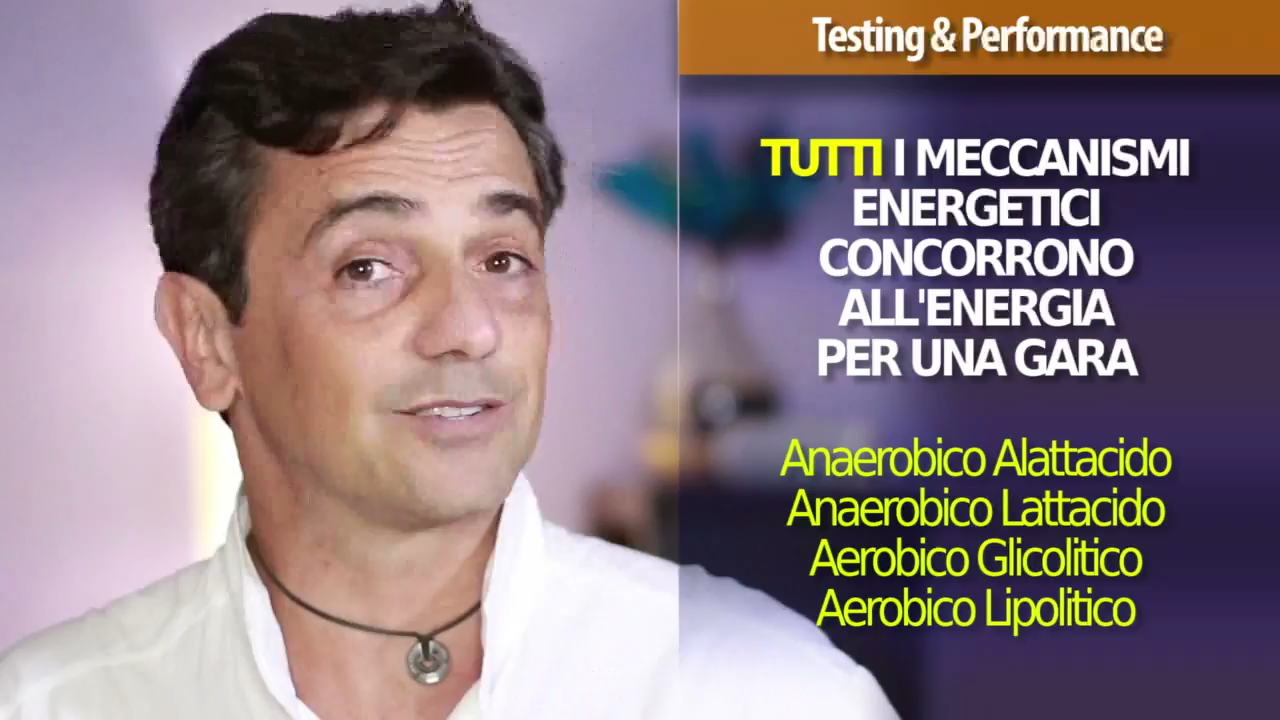 Testing & Performance
TUTTI I MECCANISMI
ENERGETICI
CONCORRONO
ALL'ENERGIA
PER UNA GARA
Anaerobico Alattacido
Anaerobico Lattacido
Aerobico Glicolitico
Aerobico Lipolitico